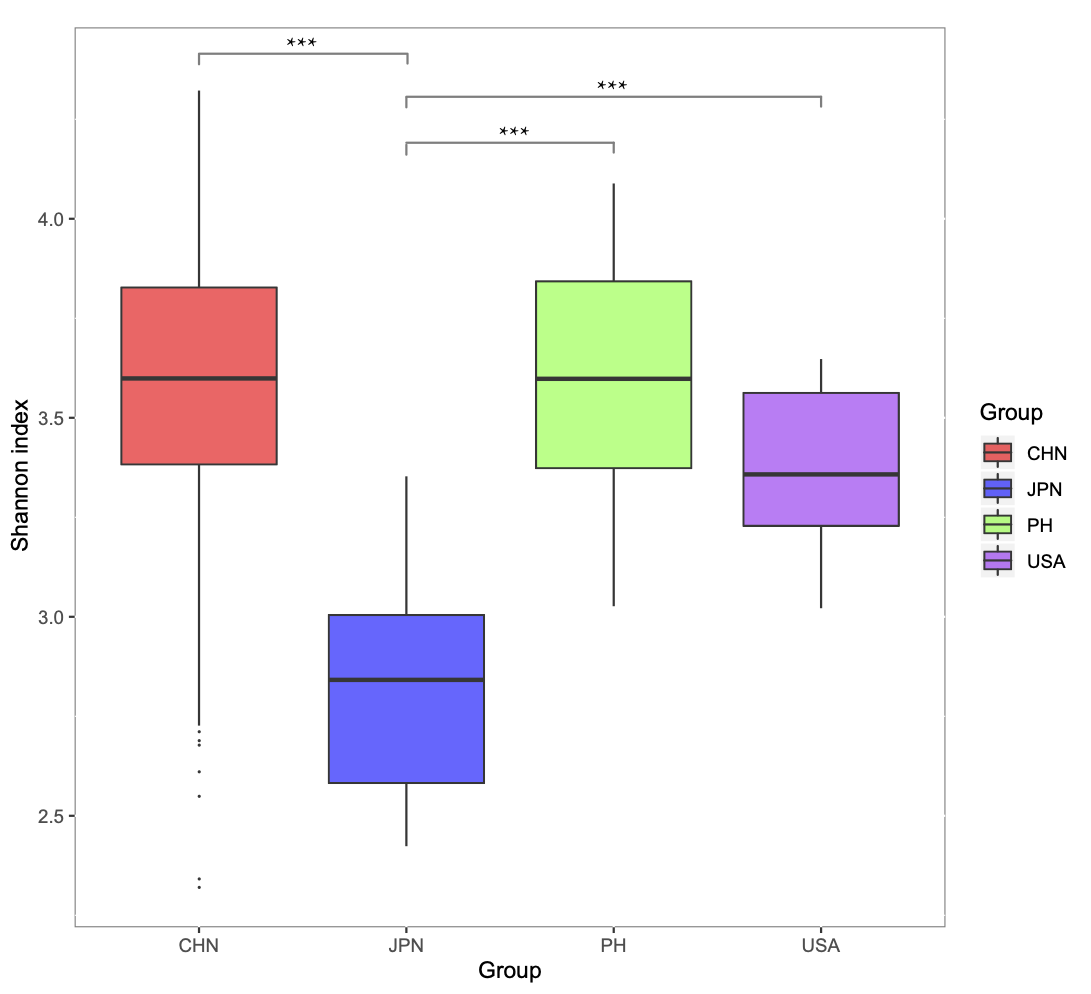 ***
***
***
4.0
3.5
3.0
2.5
Shannon index
CHN
JPN
PH
USA
Group
Group
CHN
JPN
PH
USA